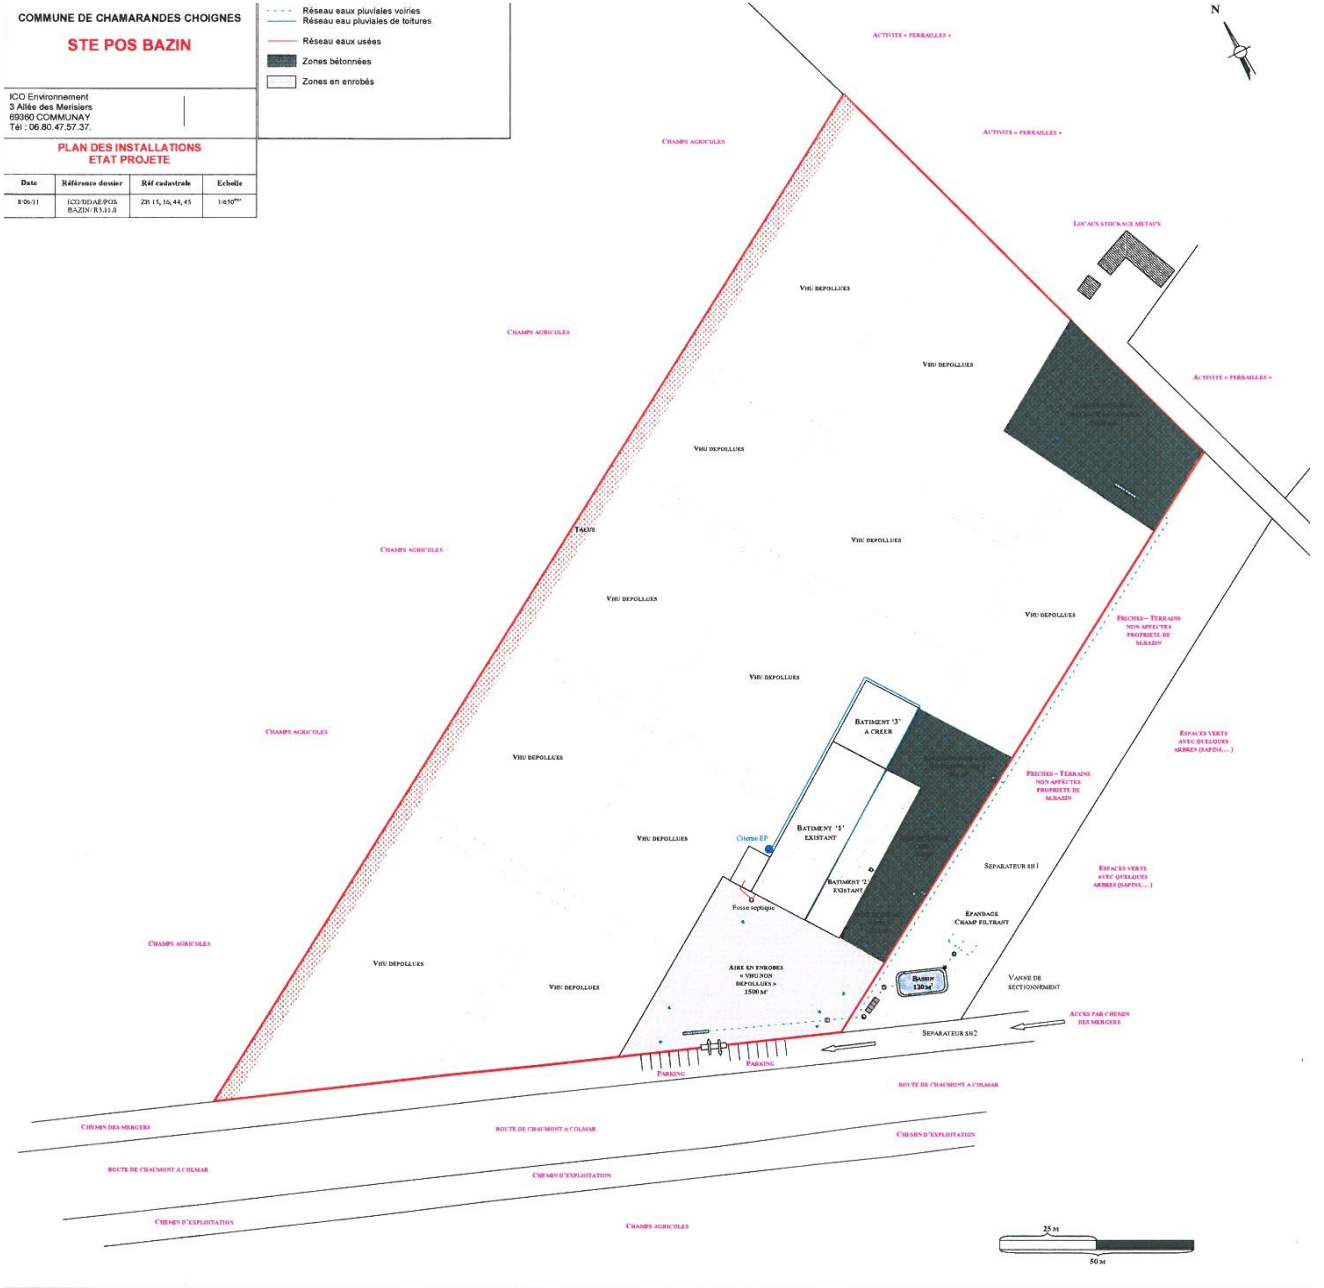 COMMUNE DE CHAMARANDES CHOIGNES
STE POS BAZIN
ICO Environnement
3 Allée des Merisiers
69360 COMMUNAY
Tél : 06.80.47.57.37.
PLAN DES INSTALLATIONS
ETAT PROJETE
Date Référence dossier Réf cadastrale Echelle
8/06/11 ICO/DDAE/POS BAZIN/R3.11.0 ZB 15, 16, 44, 45 1/650ème
Réseau eaux pluviales voiries
Réseau eau pluviales de toitures
Réseau eaux usées
Zones bétonnées
Zones en enrobés
N
ACTIVITE « FERRAILLES »
ACTIVITE « FERRAILLES »
CHAMPS AGRICOLES
LOCAUX STOCKAGE METAUX
VHU DEPOLLUES
CHAMPS AGRICOLES
VHU DEPOLLUES
ACTIVITE « FERRAILLES »
VHU DEPOLLUES
TALUS
VHU DEPOLLUES
CHAMPS AGRICOLES
VHU DEPOLLUES
VHU DEPOLLUES
FRICHES – TERRAINS
NON AFFECTES
PROPRIETE DE
M.BAZIN
VHU DEPOLLUES
BATIMENT '3'
A CREER
CHAMPS AGRICOLES
ESPACES VERTS
AVEC QUELQUES
ARBRES (SAPINS,...)
VHU DEPOLLUES
FRICHES – TERRAINS
NON AFFECTES
PROPRIETE DE
M.BAZIN
BATIMENT '1'
EXISTANT
Citerne EP
VHU DEPOLLUES
SEPARATEUR SH1
ESPACES VERTS
AVEC QUELQUES
ARBRES (SAPINS,...)
BATIMENT '2'
EXISTANT
Fosse septique
EPANDAGE
CHAMP FILTRANT
CHAMPS AGRICOLES
VHU DEPOLLUES
AIRE EN ENROBES
« VHU NON
DEPOLLUES »
1500 M²
BASSIN
130 M³
VANNE DE
SECTIONNEMENT
VHU DEPOLLUES
ACCES PAR CHEMIN
DES MERGERS
SEPARATEUR SH2
PARKING
PARKING
ROUTE DE CHAUMONT A COLMAR
CHEMIN DES MERGERS
ROUTE DE CHAUMONT A COLMAR
CHEMIN D'EXPLOITATION
ROUTE DE CHAUMONT A COLMAR
CHEMIN D'EXPLOITATION
CHEMIN D'EXPLOITATION
CHAMPS AGRICOLES
25 M
50 M